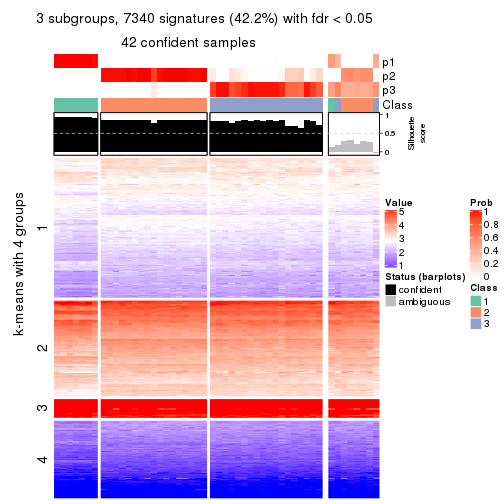 3 subgroups, 7340 signatures (42.2%) with fdr < 0.05
42 confident samples
p1
p2
p3
Class
1
0.5
0
Silhouette
score
k-means with 4 groups
1
2
3
4
Value
5
4
3
2
1
Status (barplots)
confident
ambiguous
Prob
1
0.8
0.6
0.4
0.2
0
Class
1
2
3